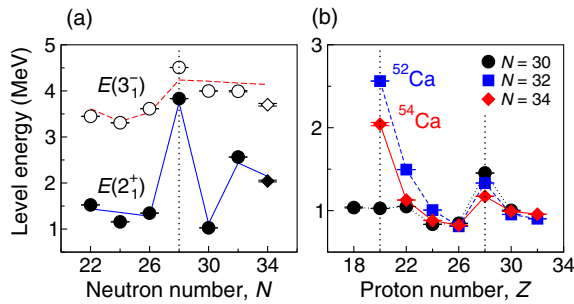 (a)
(b)
Level energy (MeV)
5
4
3
2
1
E(3₁⁻)
E(2₁⁺)
22 26 30 34
Neutron number, N
3
2
1
⁵²Ca
⁵⁴Ca
N = 30
N = 32
N = 34
18 20 22 24 26 28 30 32
Proton number, Z